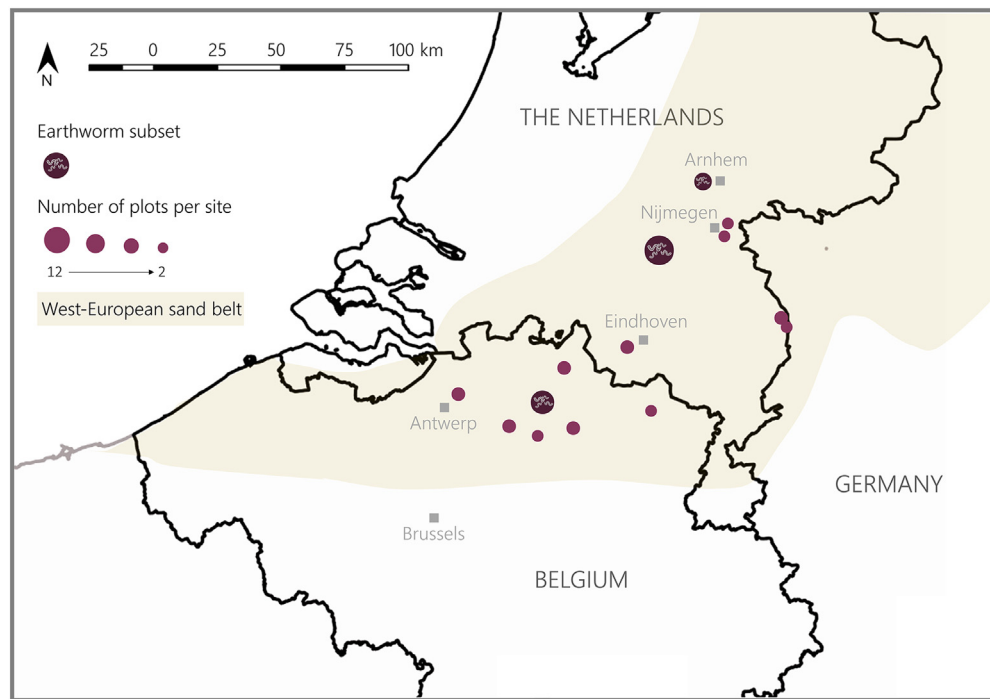 25 0 25 50 75 100 km
N
THE NETHERLANDS
Earthworm subset
Arnhem
Number of plots per site
Nijmegen
12 2
West-European sand belt
Eindhoven
Antwerp
GERMANY
Brussels
BELGIUM